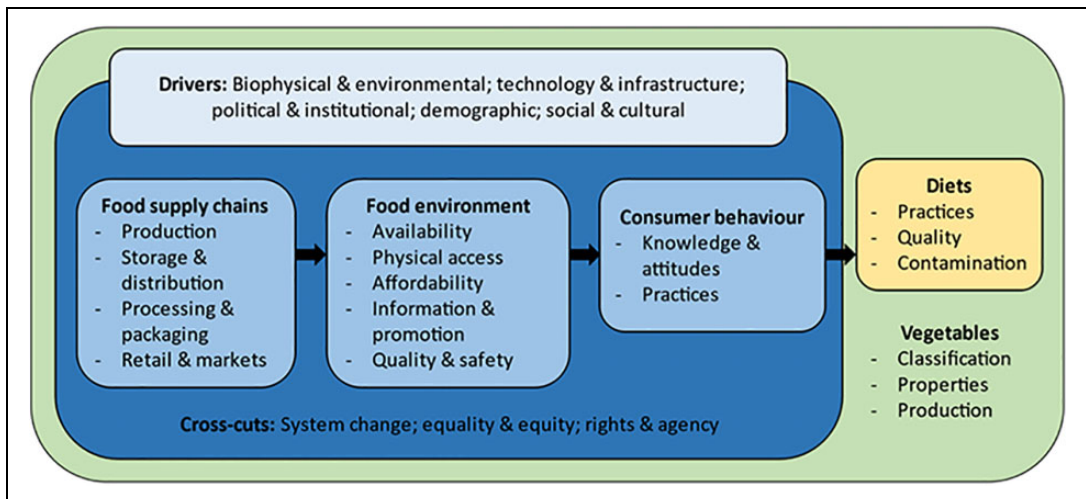 Drivers: Biophysical & environmental; technology & infrastructure;
political & institutional; demographic; social & cultural
Food supply chains
- Production
- Storage &
distribution
- Processing &
packaging
- Retail & markets
Food environment
- Availability
- Physical access
- Affordability
- Information &
promotion
- Quality & safety
Consumer behaviour
- Knowledge &
attitudes
- Practices
Diets
- Practices
- Quality
- Contamination
Vegetables
- Classification
- Properties
- Production
Cross-cuts: System change; equality & equity; rights & agency